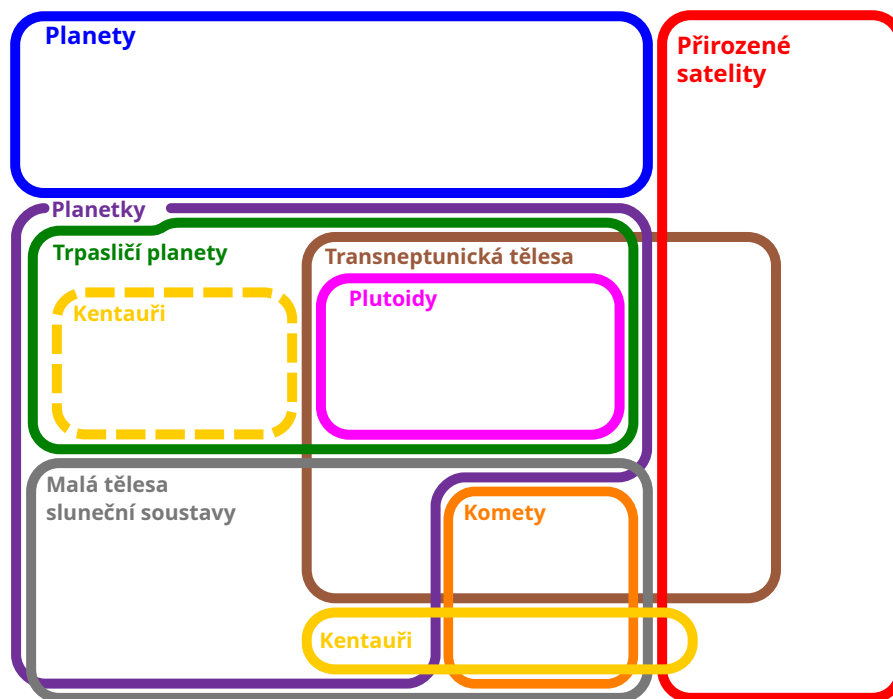 Planety
Přirozené
satelity
Planetky
Trpasličí planety
Transneptunická tělesa
Plutoidy
Kentauři
Malá tělesa
sluneční soustavy
Komety
Kentauři